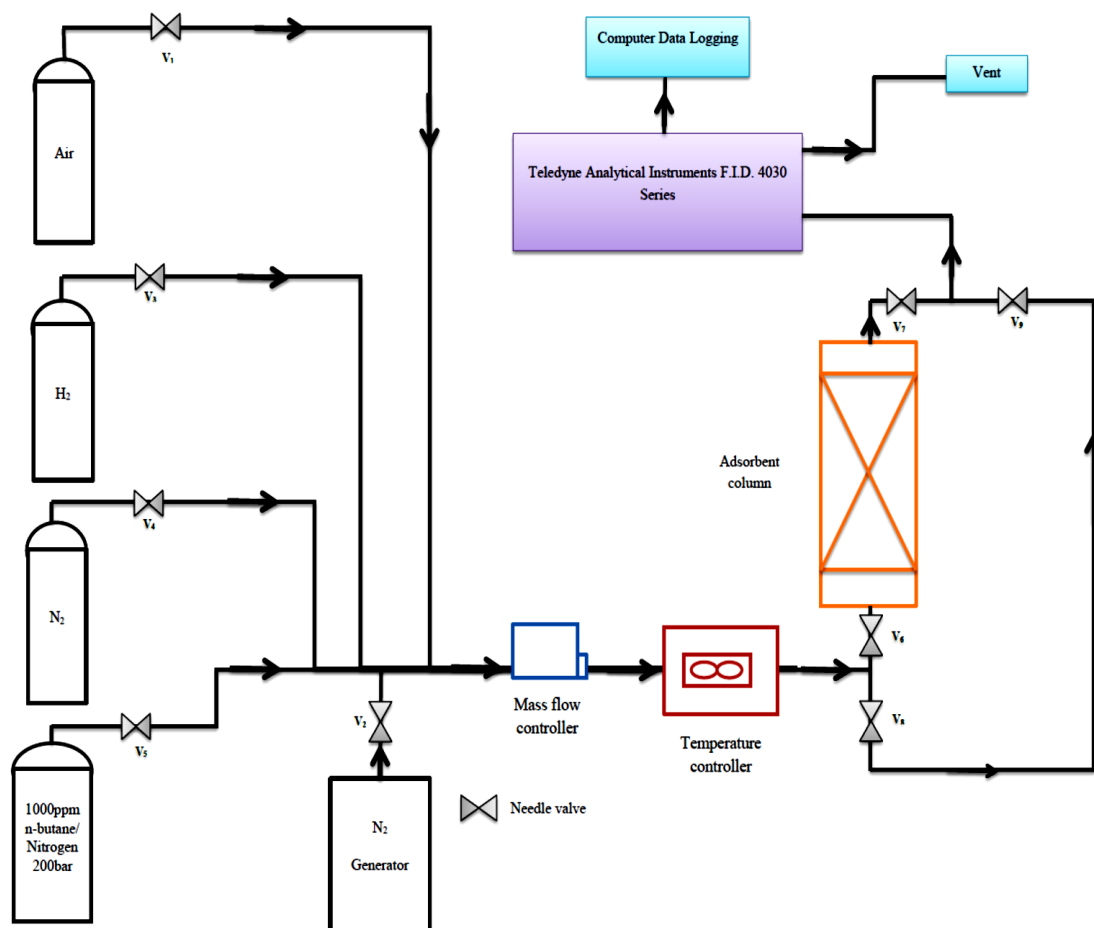 Air
V₁
Computer Data Logging
Vent
Teledyne Analytical Instruments F.I.D. 4030
Series
H₂
V₃
V₇
V₉
N₂
V₄
Adsorbent
column
V₆
1000ppm
n-butane/
Nitrogen
200bar
V₅
V₂
N₂
Generator
Mass flow
controller
Temperature
controller
V₈
Needle valve